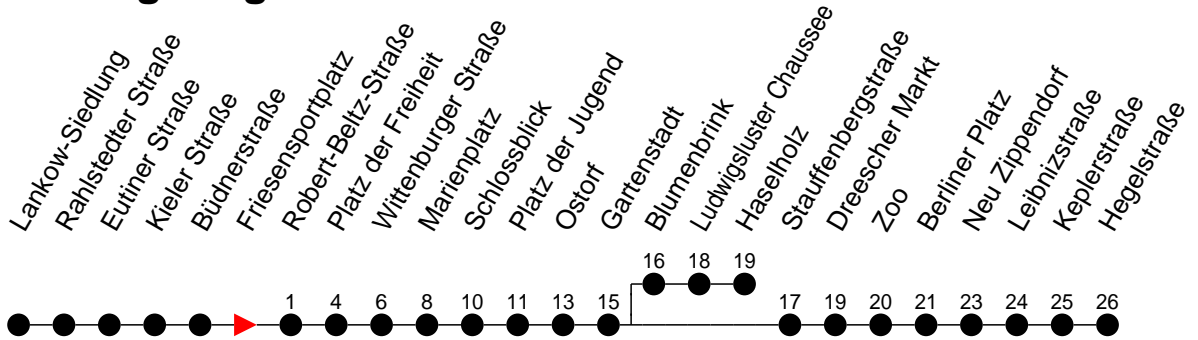 Lankow-Siedlung
Rahlstedter Straße
Eutiner Straße
Kieler Straße
Büdnerstraße
Friesensportplatz
Robert-Beltz-Straße
Platz der Freiheit
Wittenburger Straße
Marienplatz
Schlossblick
Platz der Jugend
Ostorf
Gartenstadt
Blumenbrink
Ludwigsluster Chaussee
Haselholz
Stauffenbergstraße
Dreescher Markt
Zoo
Berliner Platz
Neu Zippendorf
Leibnizstraße
Keplerstraße
Hegelstraße
16 18 19
1 4 6 8 10 11 13 15 17 19 20 21 23 24 25 26